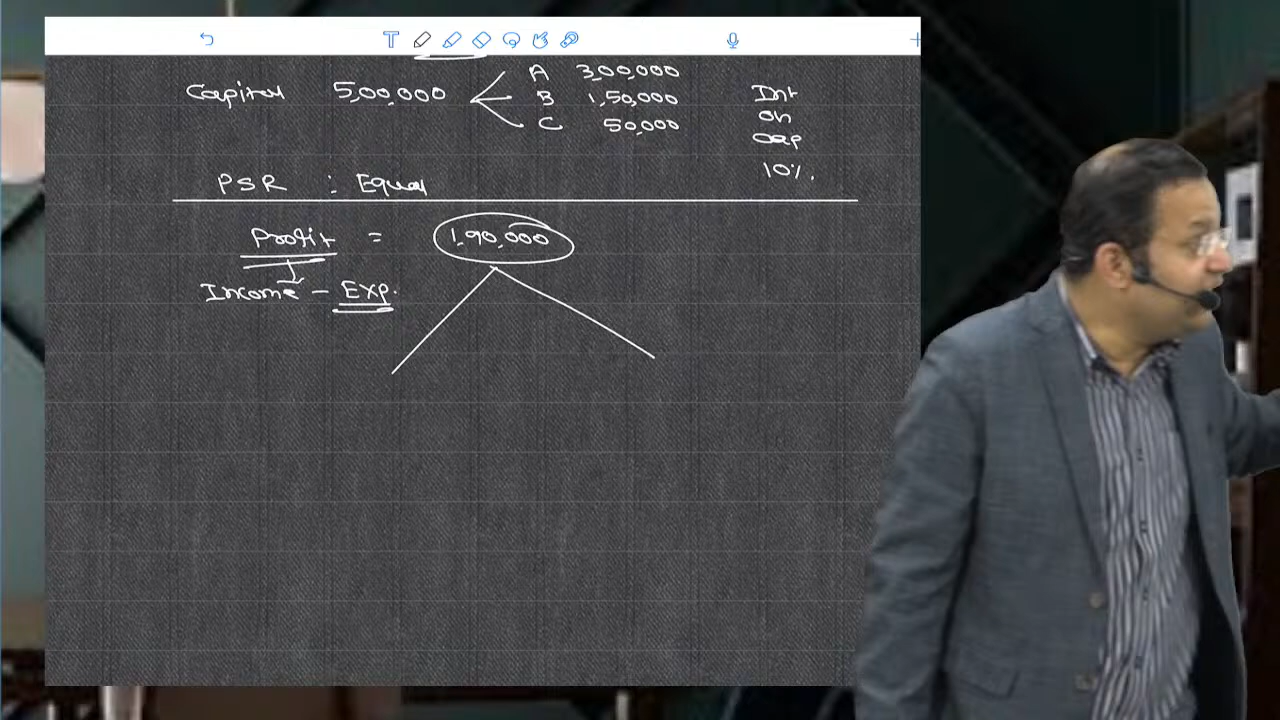 Capital 5,00,000 A 3,00,000
B 1,50,000
C 50,000
Int
on
cap
10%.
PSR : Equal
Profit = 1,90,000
Income - Exp.